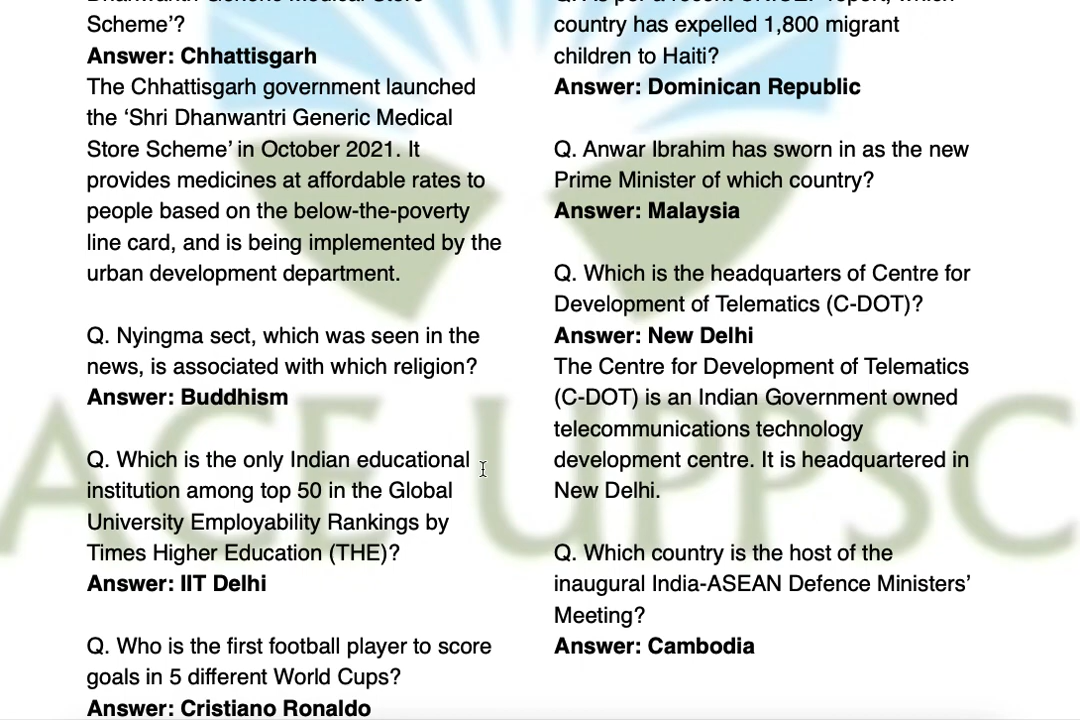 Scheme’?
Answer: Chhattisgarh
The Chhattisgarh government launched
the ‘Shri Dhanwantri Generic Medical
Store Scheme’ in October 2021. It
provides medicines at affordable rates to
people based on the below-the-poverty
line card, and is being implemented by the
urban development department.
Q. Nyingma sect, which was seen in the
news, is associated with which religion?
Answer: Buddhism
Q. Which is the only Indian educational
institution among top 50 in the Global
University Employability Rankings by
Times Higher Education (THE)?
Answer: IIT Delhi
Q. Who is the first football player to score
goals in 5 different World Cups?
Answer: Cristiano Ronaldo
country has expelled 1,800 migrant
children to Haiti?
Answer: Dominican Republic
Q. Anwar Ibrahim has sworn in as the new
Prime Minister of which country?
Answer: Malaysia
Q. Which is the headquarters of Centre for
Development of Telematics (C-DOT)?
Answer: New Delhi
The Centre for Development of Telematics
(C-DOT) is an Indian Government owned
telecommunications technology
development centre. It is headquartered in
New Delhi.
Q. Which country is the host of the
inaugural India-ASEAN Defence Ministers’
Meeting?
Answer: Cambodia
ACE UPPSC